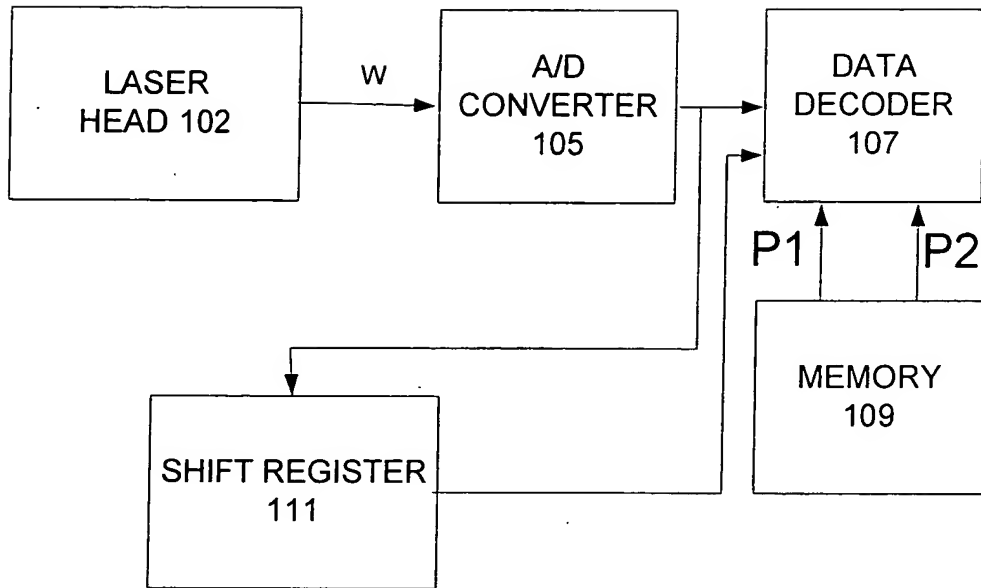 LASER
HEAD 102
W
A/D
CONVERTER
105
DATA
DECODER
107
P1
P2
MEMORY
109
SHIFT REGISTER
111